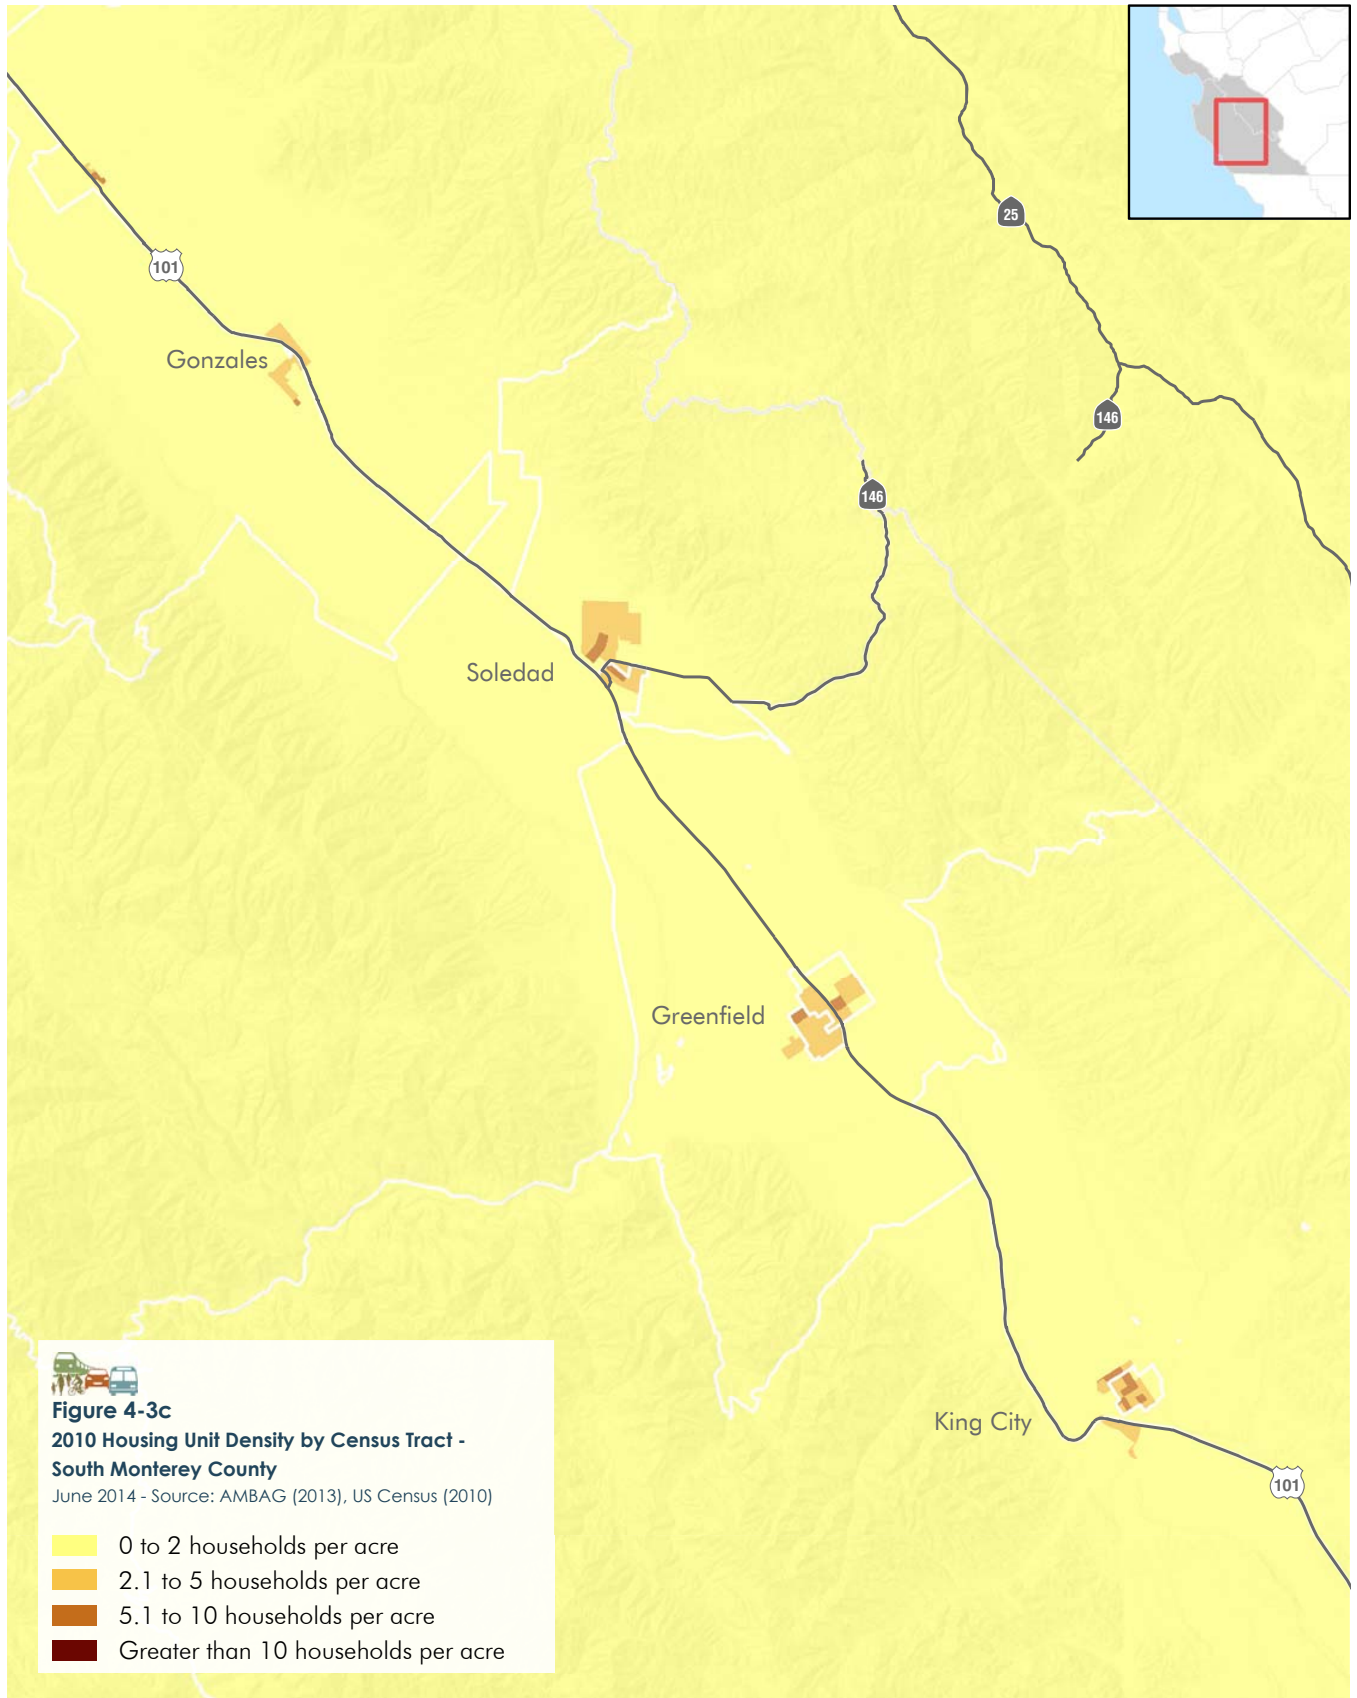 25
101
Gonzales
146
146
Soledad
Greenfield
King City
101
Figure 4-3c
2010 Housing Unit Density by Census Tract -
South Monterey County
June 2014 - Source: AMBAG (2013), US Census (2010)
0 to 2 households per acre
2.1 to 5 households per acre
5.1 to 10 households per acre
Greater than 10 households per acre